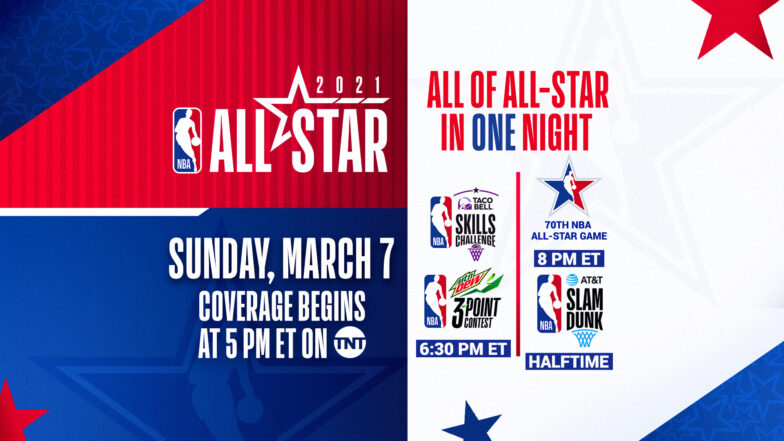 2021
NBA
ALL STAR
SUNDAY, MARCH 7
COVERAGE BEGINS
AT 5 PM ET ON TNT
ALL OF ALL-STAR
IN ONE NIGHT
TACO
BELL
NBA
SKILLS
CHALLENGE
MTN
DEW
NBA
3-POINT
CONTEST
6:30 PM ET
70TH NBA
ALL-STAR GAME
8 PM ET
AT&T
NBA
SLAM
DUNK
HALFTIME